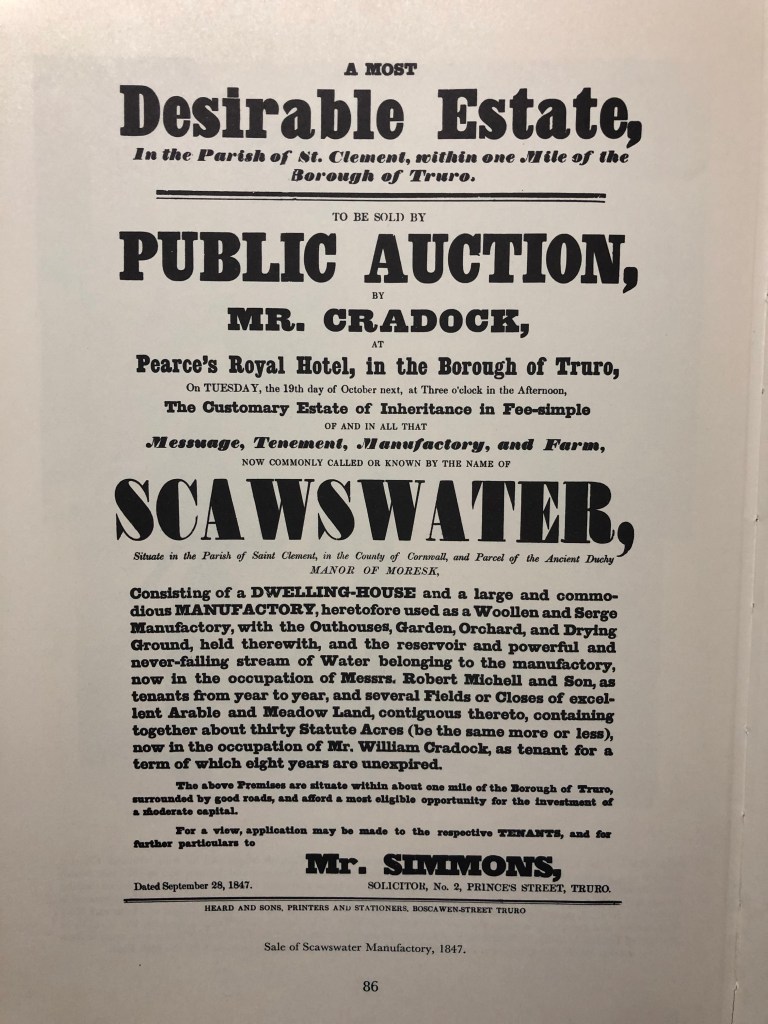 A MOST
Desirable Estate,
In the Parish of St. Clement, within one Mile of the
Borough of Truro.
TO BE SOLD BY
PUBLIC AUCTION,
BY
MR. CRADOCK,
AT
Pearce's Royal Hotel, in the Borough of Truro,
On TUESDAY, the 19th day of October next, at Three o'clock in the Afternoon,
The Customary Estate of Inheritance in Fee-simple
OF AND IN ALL THAT
Messuage, Tenement, Manufactory, and Farm,
NOW COMMONLY CALLED OR KNOWN BY THE NAME OF
SCAWSWATER,
Situate in the Parish of Saint Clement, in the County of Cornwall, and Parcel of the Ancient Duchy
MANOR OF MORESK,
Consisting of a DWELLING-HOUSE and a large and commo-
dious MANUFACTORY, heretofore used as a Woollen and Serge
Manufactory, with the Outhouses, Garden, Orchard, and Drying
Ground, held therewith, and the reservoir and powerful and
never-failing stream of Water belonging to the manufactory,
now in the occupation of Messrs. Robert Michell and Son, as
tenants from year to year, and several Fields or Closes of excel-
lent Arable and Meadow Land, contiguous thereto, containing
together about thirty Statute Acres (be the same more or less),
now in the occupation of Mr. William Cradock, as tenant for a
term of which eight years are unexpired.
The above Premises are situate within about one mile of the Borough of Truro,
surrounded by good roads, and afford a most eligible opportunity for the investment of
a moderate capital.
For a view, application may be made to the respective TENANTS, and for
further particulars to
Mr. SIMMONS,
Dated September 28, 1847. SOLICITOR, No. 2, PRINCE'S STREET, TRURO.
HEARD AND SONS, PRINTERS AND STATIONERS, BOSCAWEN-STREET TRURO
Sale of Scawswater Manufactory, 1847.
86